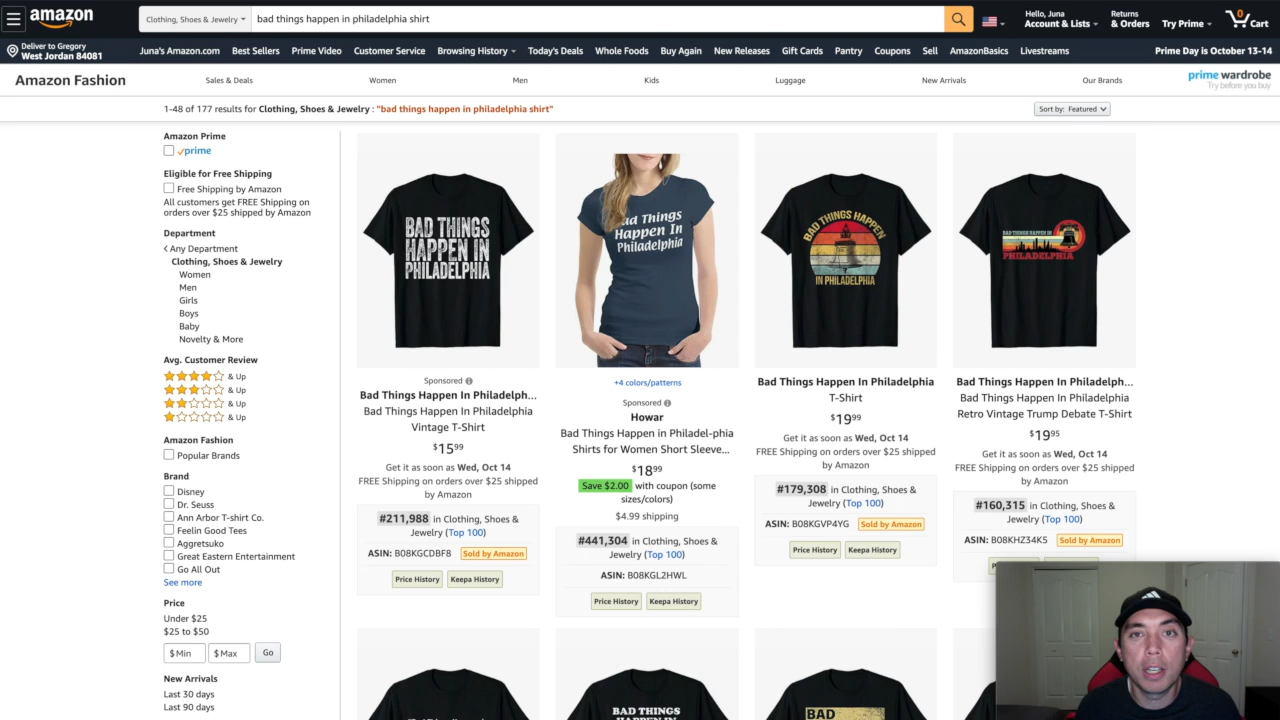 amazon
Clothing, Shoes & Jewelry
bad things happen in philadelphia shirt
Hello, Juna
Account & Lists
Returns
& Orders
Try Prime
0
Cart
Deliver to Gregory
West Jordan 84081
Juna's Amazon.com
Best Sellers
Prime Video
Customer Service
Browsing History
Today's Deals
Whole Foods
Buy Again
New Releases
Gift Cards
Pantry
Coupons
Sell
AmazonBasics
Livestreams
Prime Day is October 13-14
Amazon Fashion
Sales & Deals
Women
Men
Kids
Luggage
New Arrivals
Our Brands
prime wardrobe
Try before you buy
1-48 of 177 results for Clothing, Shoes & Jewelry : "bad things happen in philadelphia shirt"
Sort by: Featured
Amazon Prime
prime
Eligible for Free Shipping
Free Shipping by Amazon
All customers get FREE Shipping on
orders over $25 shipped by Amazon
Department
Any Department
Clothing, Shoes & Jewelry
Women
Men
Girls
Boys
Baby
Novelty & More
Avg. Customer Review
& Up
& Up
& Up
& Up
Amazon Fashion
Popular Brands
Brand
Disney
Dr. Seuss
Ann Arbor T-shirt Co.
Feelin Good Tees
Aggretsuko
Great Eastern Entertainment
Go All Out
See more
Price
Under $25
$25 to $50
$ Min
$ Max
Go
New Arrivals
Last 30 days
Last 90 days
BAD THINGS
HAPPEN IN
PHILADELPHIA
Sponsored
Bad Things Happen In Philadelph...
Bad Things Happen In Philadelphia
Vintage T-Shirt
$1599
Get it as soon as Wed, Oct 14
FREE Shipping on orders over $25 shipped
by Amazon
#211,988 in Clothing, Shoes &
Jewelry (Top 100)
ASIN: B08KGCDBF8
Sold by Amazon
Price History
Keepa History
Bad Things
Happen In
Philadelphia
+4 colors/patterns
Sponsored
Howar
Bad Things Happen in Philadel-phia
Shirts for Women Short Sleeve...
$1899
Save $2.00 with coupon (some
sizes/colors)
$4.99 shipping
#441,304 in Clothing, Shoes &
Jewelry (Top 100)
ASIN: B08KGL2HWL
Price History
Keepa History
BAD THINGS HAPPEN
IN PHILADELPHIA
Bad Things Happen In Philadelphia
T-Shirt
$1999
Get it as soon as Wed, Oct 14
FREE Shipping on orders over $25 shipped
by Amazon
#179,308 in Clothing, Shoes &
Jewelry (Top 100)
ASIN: B08KGVP4YG
Sold by Amazon
Price History
Keepa History
BAD THINGS HAPPEN IN
PHILADELPHIA
Bad Things Happen In Philadelph...
Bad Things Happen In Philadelphia
Retro Vintage Trump Debate T-Shirt
$1995
Get it as soon as Wed, Oct 14
FREE Shipping on orders over $25 shipped
by Amazon
#160,315 in Clothing, Shoes &
Jewelry (Top 100)
ASIN: B08KHZ34K5
Sold by Amazon
BAD THINGS
BAD